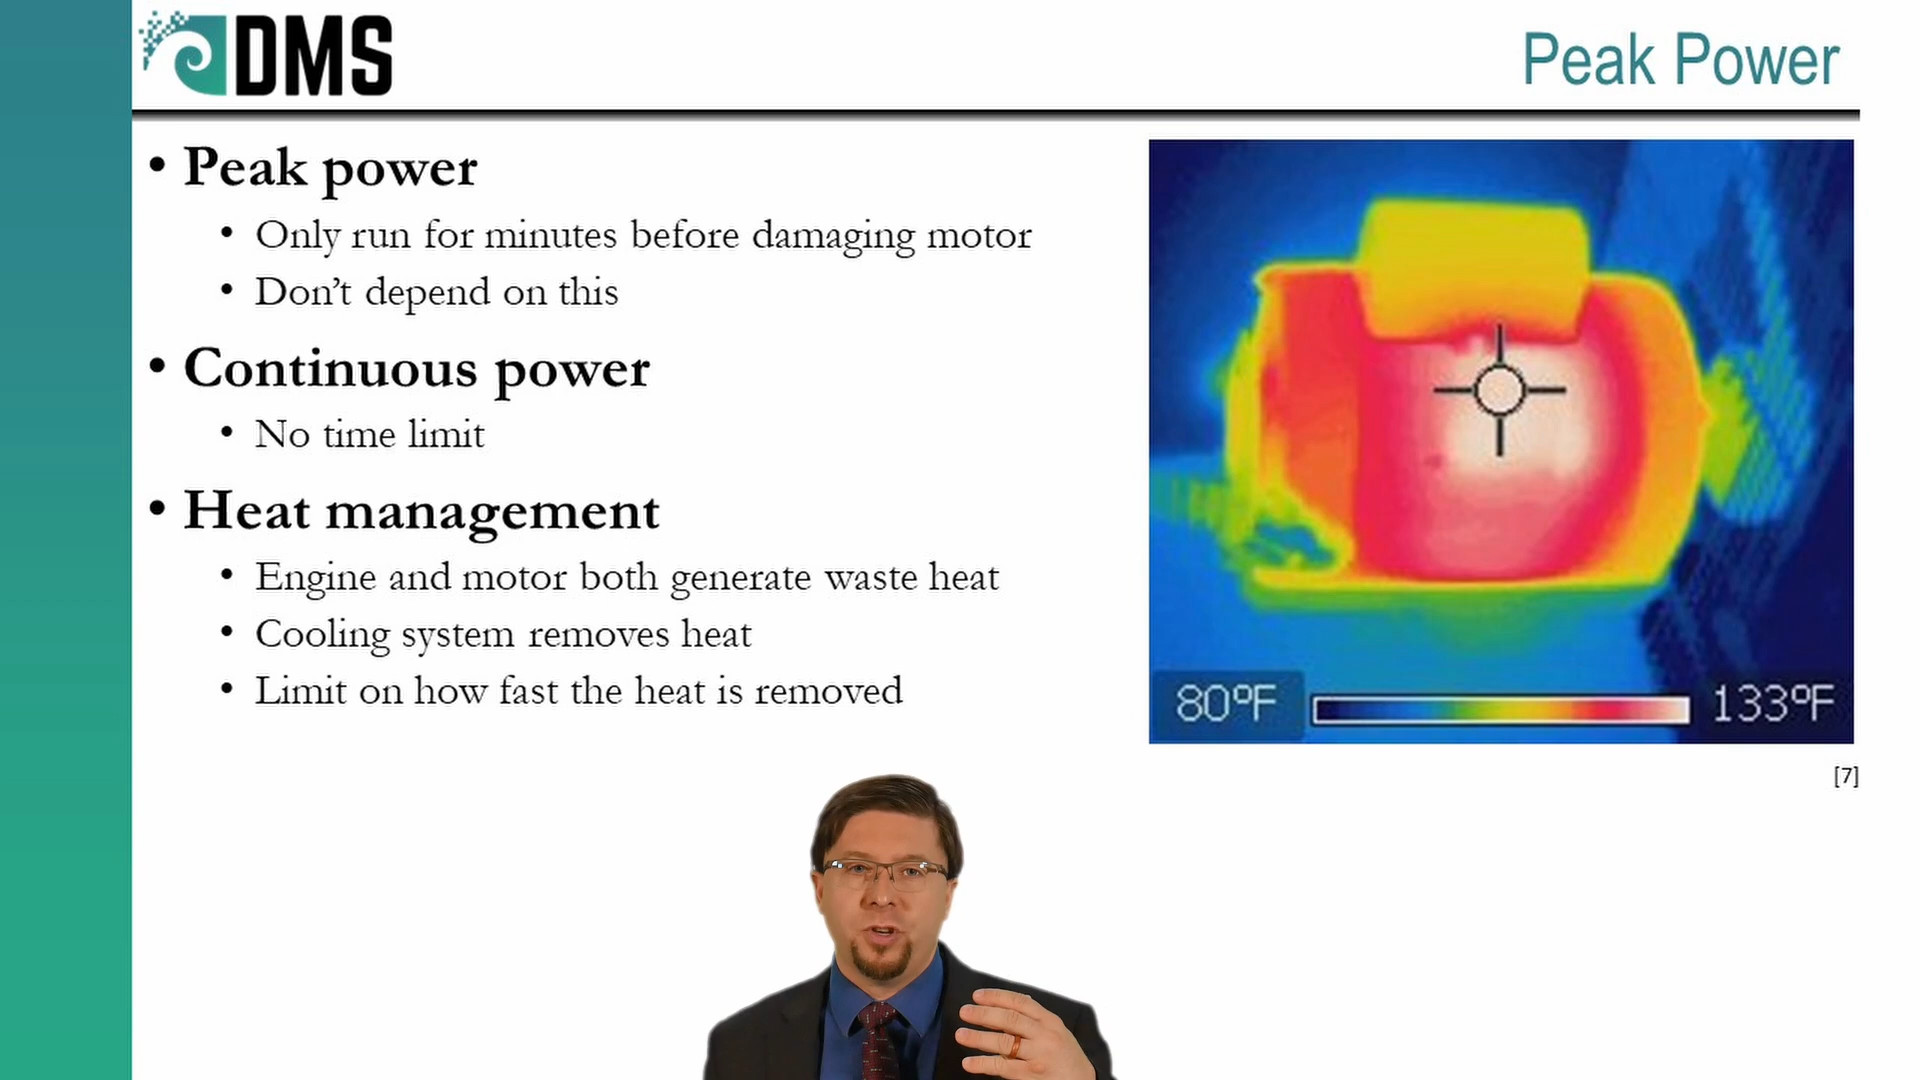 DMS
Peak Power
• Peak power
• Only run for minutes before damaging motor
• Don't depend on this
• Continuous power
• No time limit
• Heat management
• Engine and motor both generate waste heat
• Cooling system removes heat
• Limit on how fast the heat is removed
80ºF 133ºF
[7]